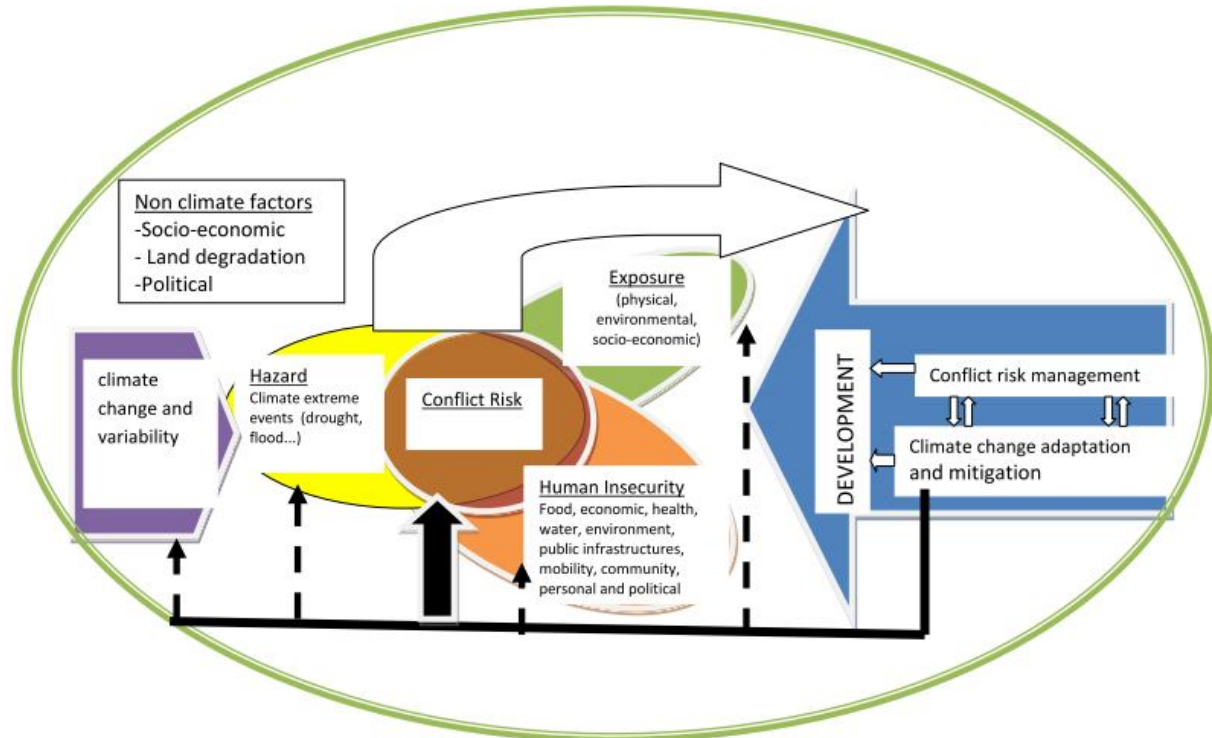 Non climate factors
-Socio-economic
- Land degradation
-Political
climate
change and
variability
Hazard
Climate extreme
events (drought,
flood...)
Conflict Risk
Exposure
(physical,
environmental,
socio-economic)
Human Insecurity
Food, economic, health,
water, environment,
public infrastructures,
mobility, community,
personal and political
DEVELOPMENT
Conflict risk management
Climate change adaptation
and mitigation